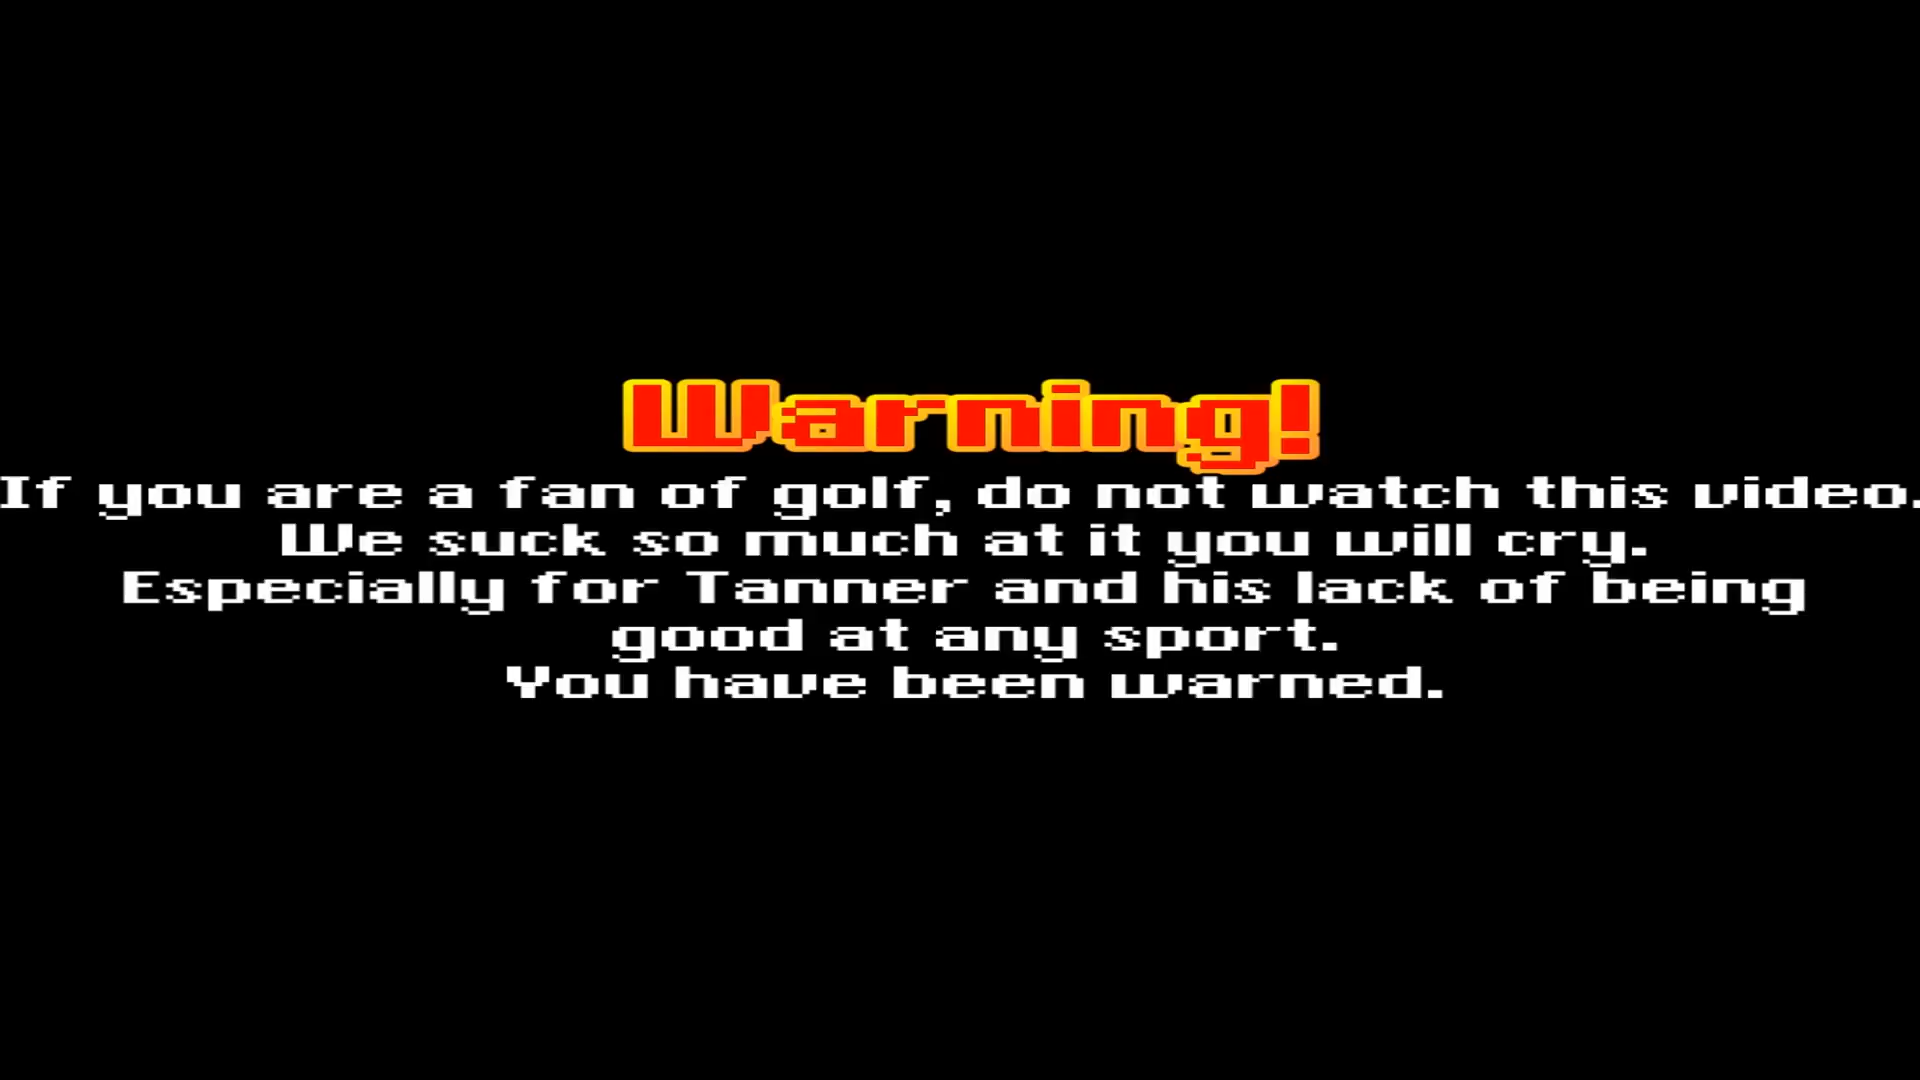 Warning!
If you are a fan of golf, do not watch this video.
We suck so much at it you will cry.
Especially for Tanner and his lack of being
good at any sport.
You have been warned.